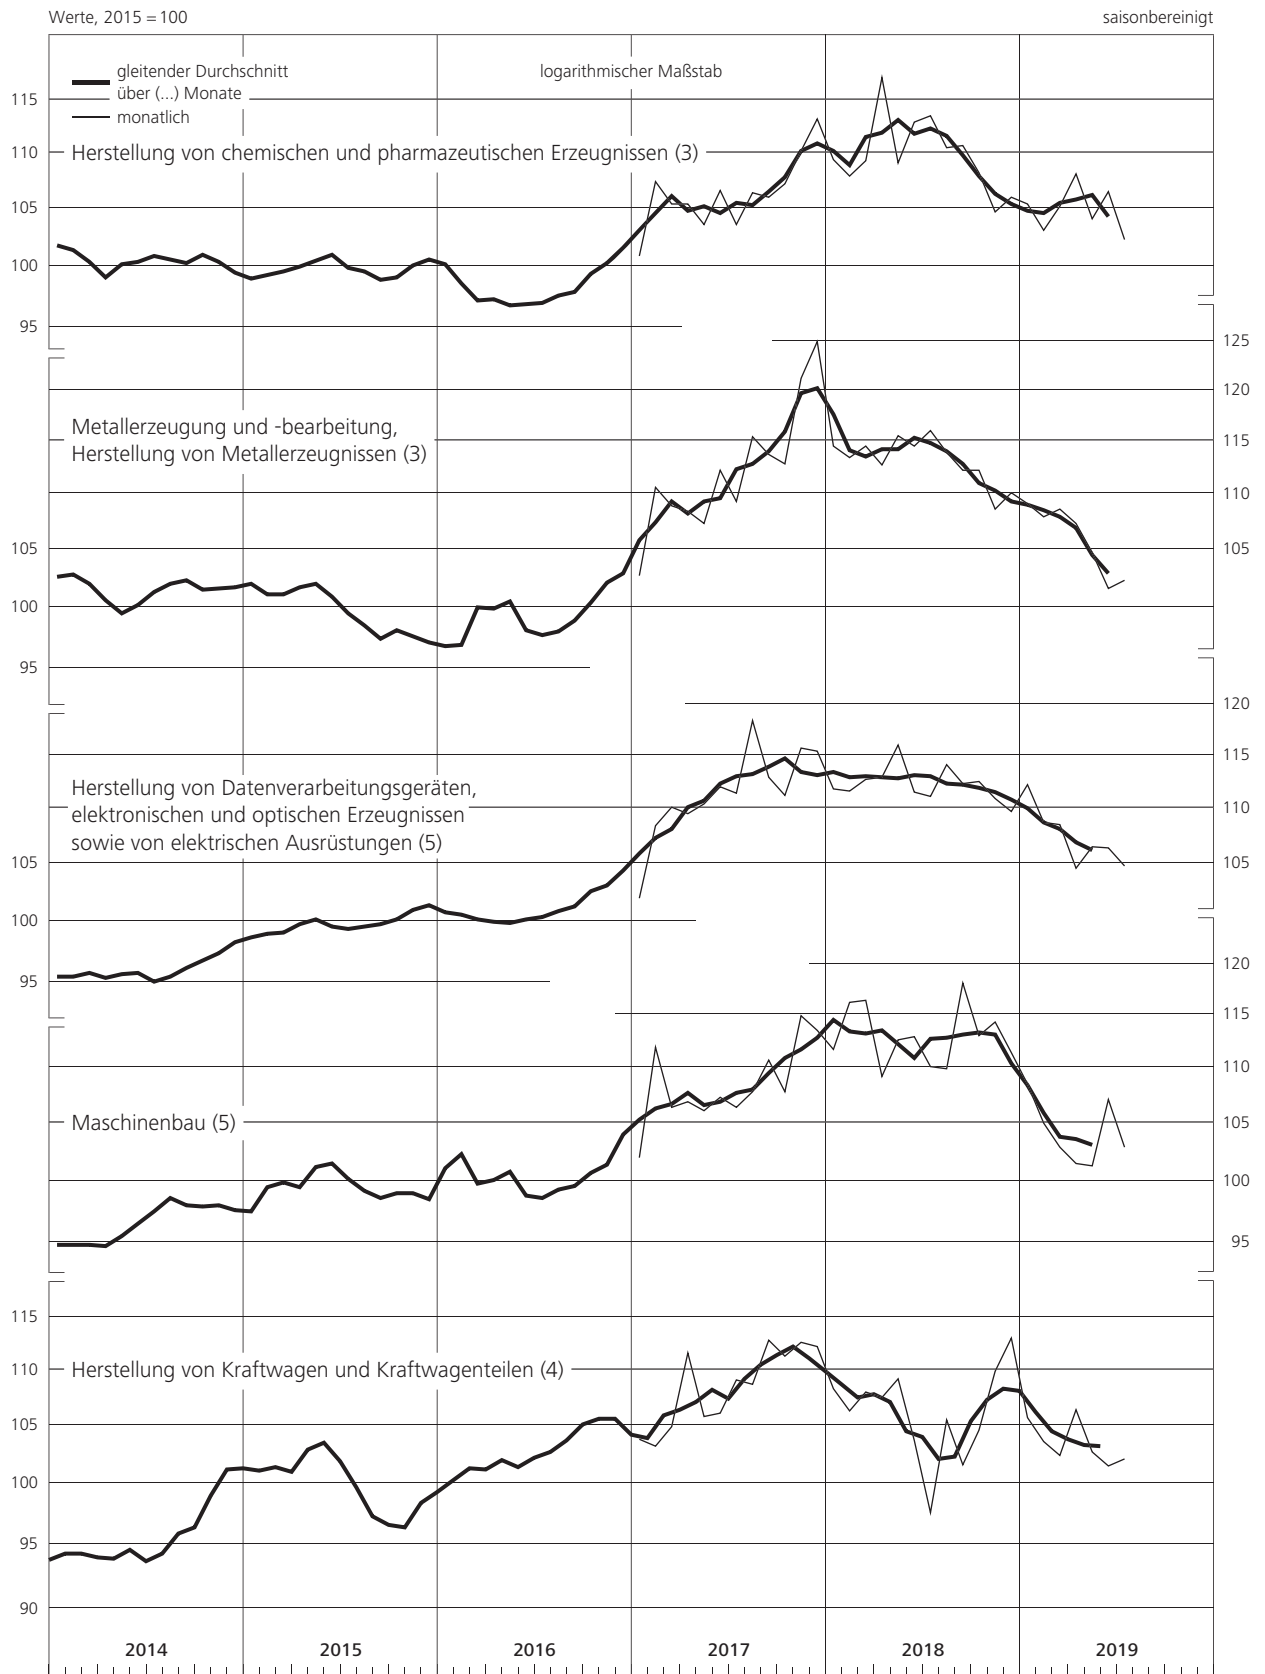 Werte, 2015 = 100
saisonbereinigt
gleitender Durchschnitt
über (...) Monate
monatlich
logarithmischer Maßstab
115
110
105
100
95
Herstellung von chemischen und pharmazeutischen Erzeugnissen (3)
125
120
115
110
105
Metallerzeugung und -bearbeitung,
Herstellung von Metallerzeugnissen (3)
105
100
95
120
115
110
105
Herstellung von Datenverarbeitungsgeräten,
elektronischen und optischen Erzeugnissen
sowie von elektrischen Ausrüstungen (5)
105
100
95
120
115
110
105
100
95
Maschinenbau (5)
115
110
105
100
95
90
Herstellung von Kraftwagen und Kraftwagenteilen (4)
2014
2015
2016
2017
2018
2019